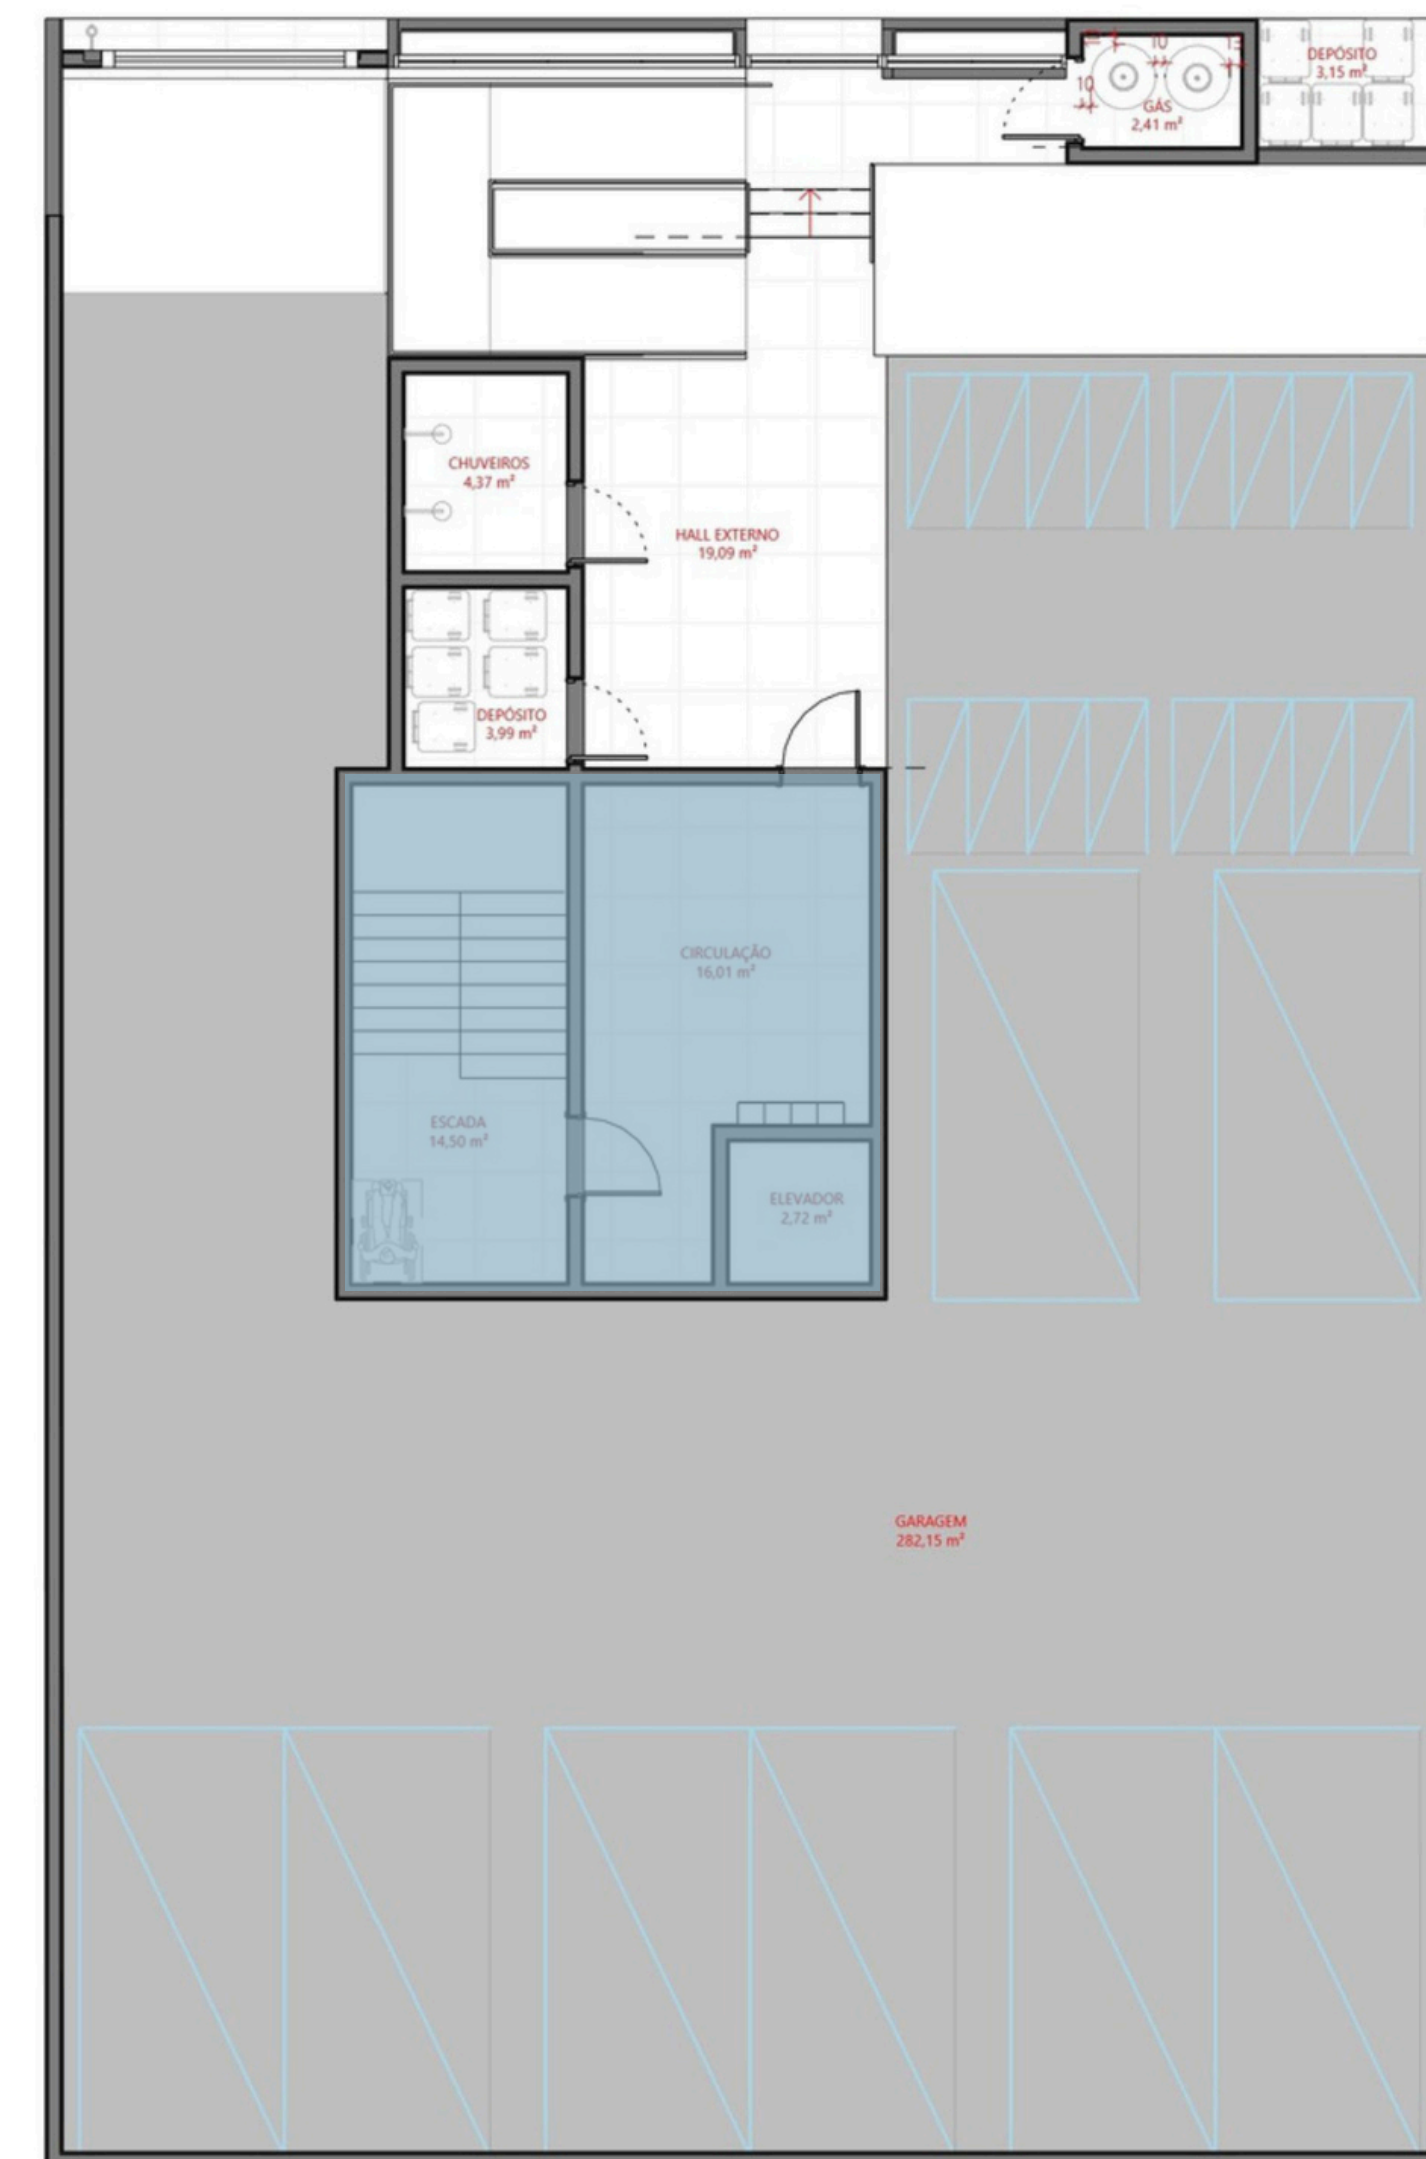 DEPÓSITO
3,15 m²
10
10
11
10
GÁS
2,41 m²
CHUVEIROS
4,37 m²
HALL EXTERNO
19,09 m²
DEPÓSITO
3,99 m²
CIRCULAÇÃO
16,01 m²
ESCADA
14,50 m²
ELEVADOR
2,72 m²
GARAGEM
282,15 m²